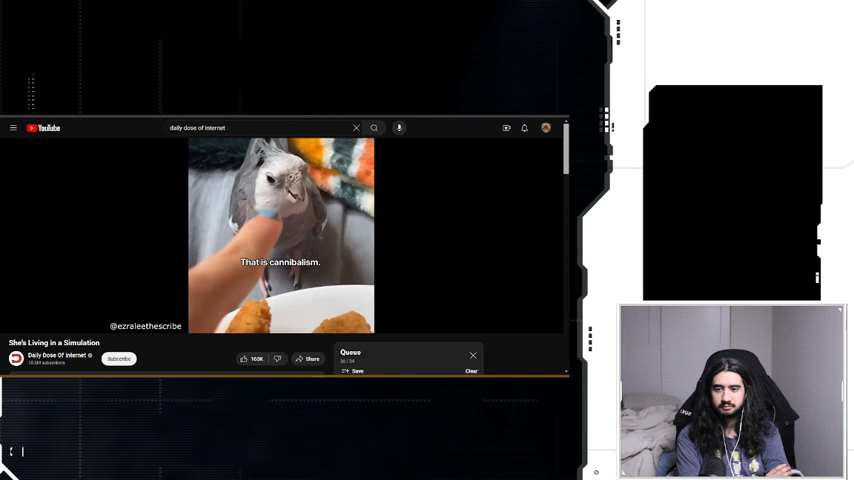 YouTube
daily dose of internet
That is cannibalism.
@ezraleethescribe
She's Living in a Simulation
Daily Dose Of Internet
Subscribe
Share
Queue
Save
Clear